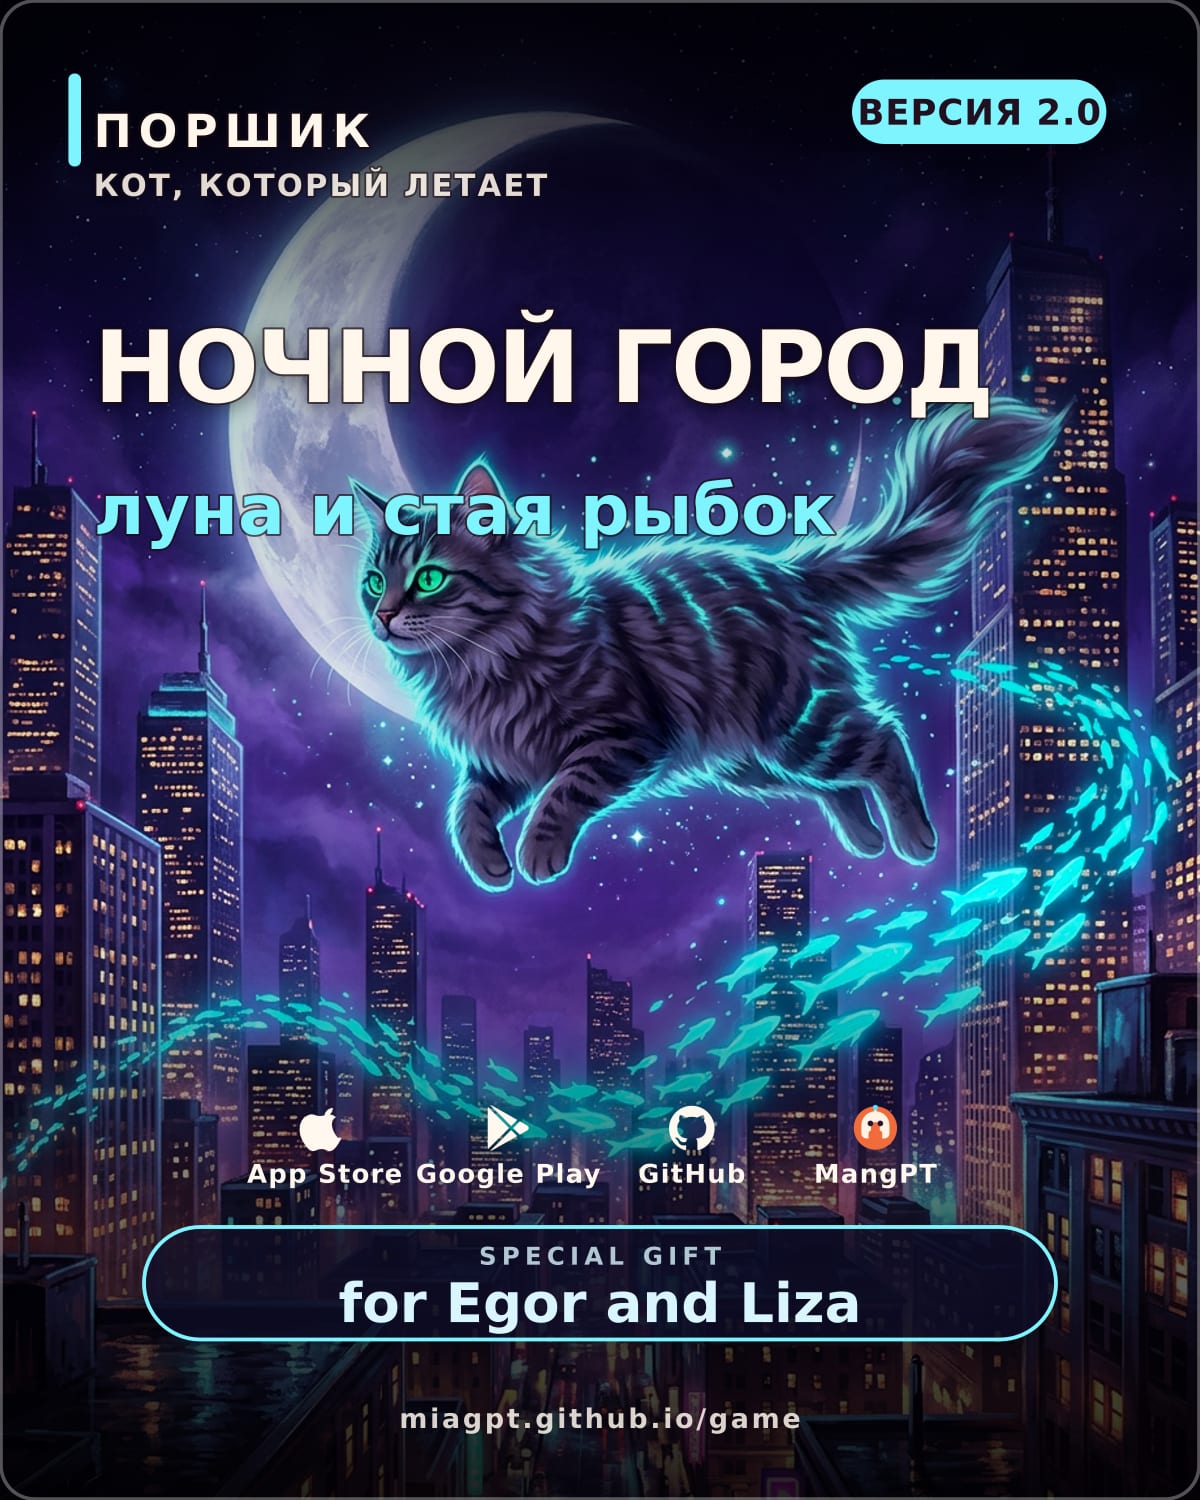 ПОРШИК
КОТ, КОТОРЫЙ ЛЕТАЕТ
ВЕРСИЯ 2.0
НОЧНОЙ ГОРОД
луна и стая рыбок
App Store
Google Play
GitHub
MangPT
SPECIAL GIFT
for Egor and Liza
miagpt.github.io/game